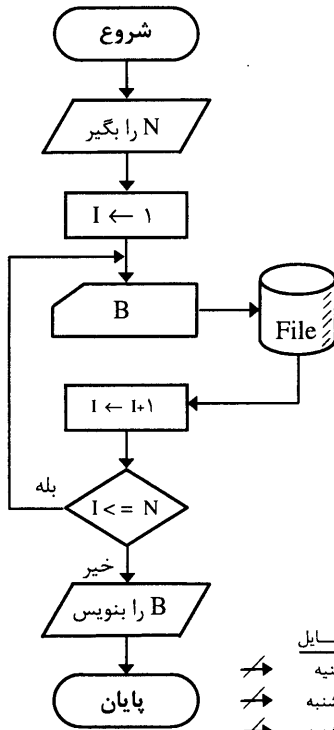 شروع
N را بگیر
I ← ۱
B
File
I ← I+۱
بله
I <= N
خیر
B را بنویس
پایان